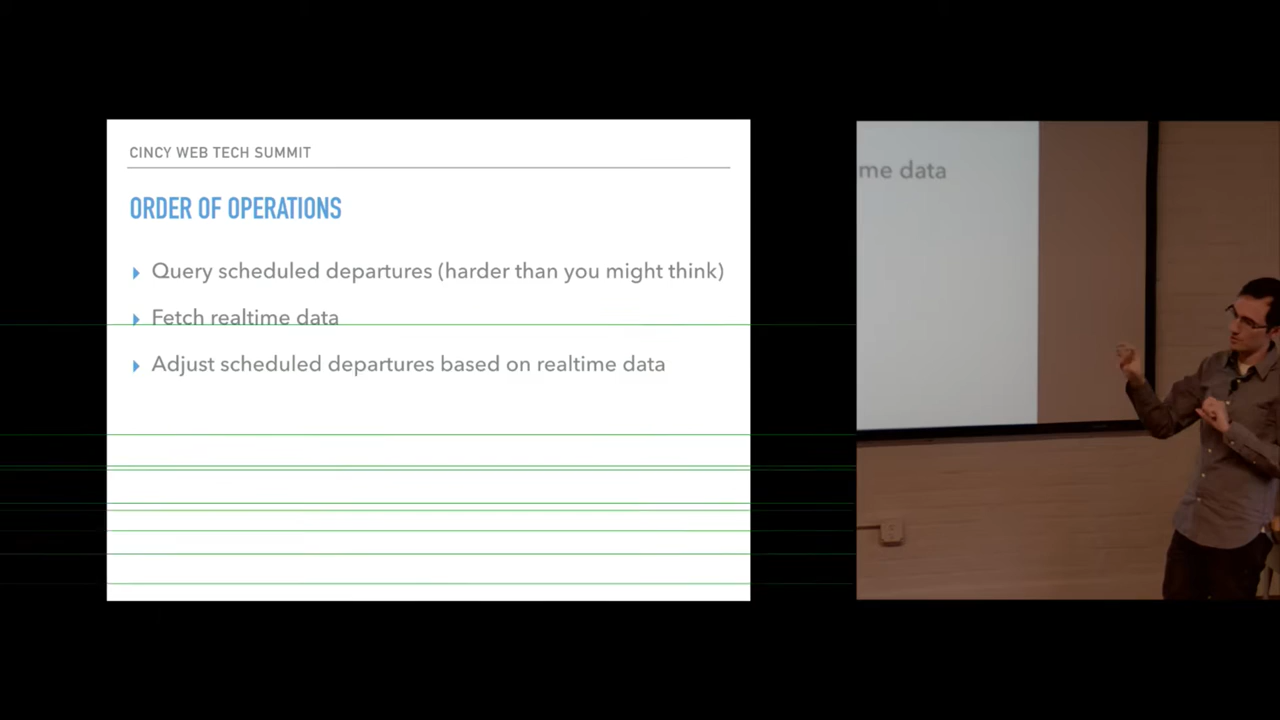 CINCY WEB TECH SUMMIT
ORDER OF OPERATIONS
Query scheduled departures (harder than you might think)
Fetch realtime data
Adjust scheduled departures based on realtime data
me data